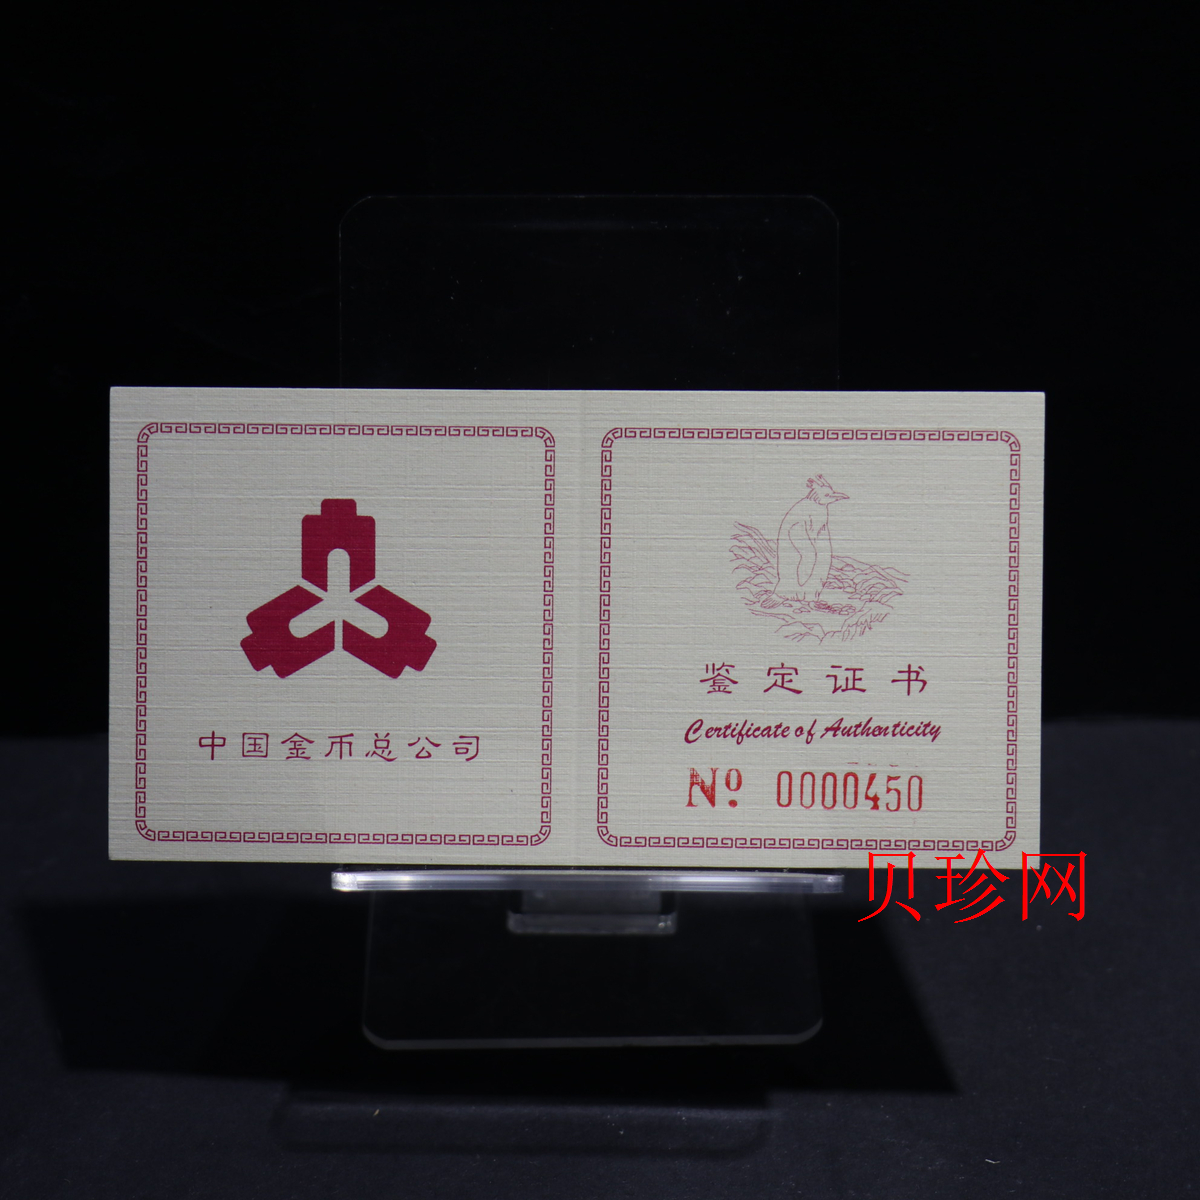 中国金币总公司
鉴定证书
Certificate of Authenticity
Nº 0000450
贝珍网